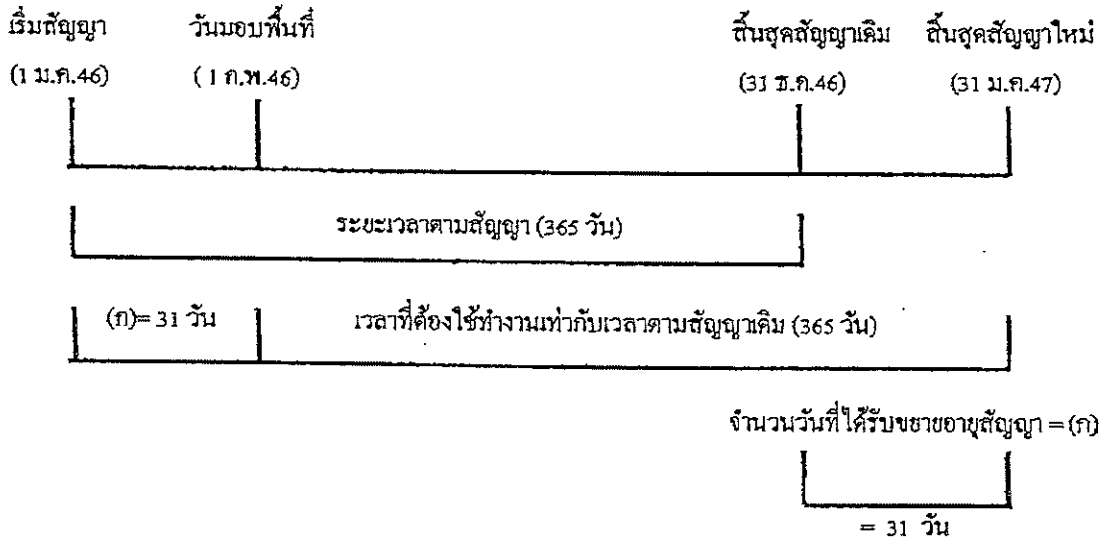 เริ่มสัญญา วันมอบพื้นที่ สิ้นสุดสัญญาเดิม สิ้นสุดสัญญาใหม่
(1 ม.ค.46) ( 1 ก.พ.46) (31 ธ.ค.46) (31 ม.ค.47)
ระยะเวลาตามสัญญา (365 วัน)
(ก)= 31 วัน เวลาที่ต้องใช้ทำงานเท่ากับเวลาตามสัญญาเดิม (365 วัน)
จำนวนวันที่ได้รับขยายอายุสัญญา = (ก)
= 31 วัน